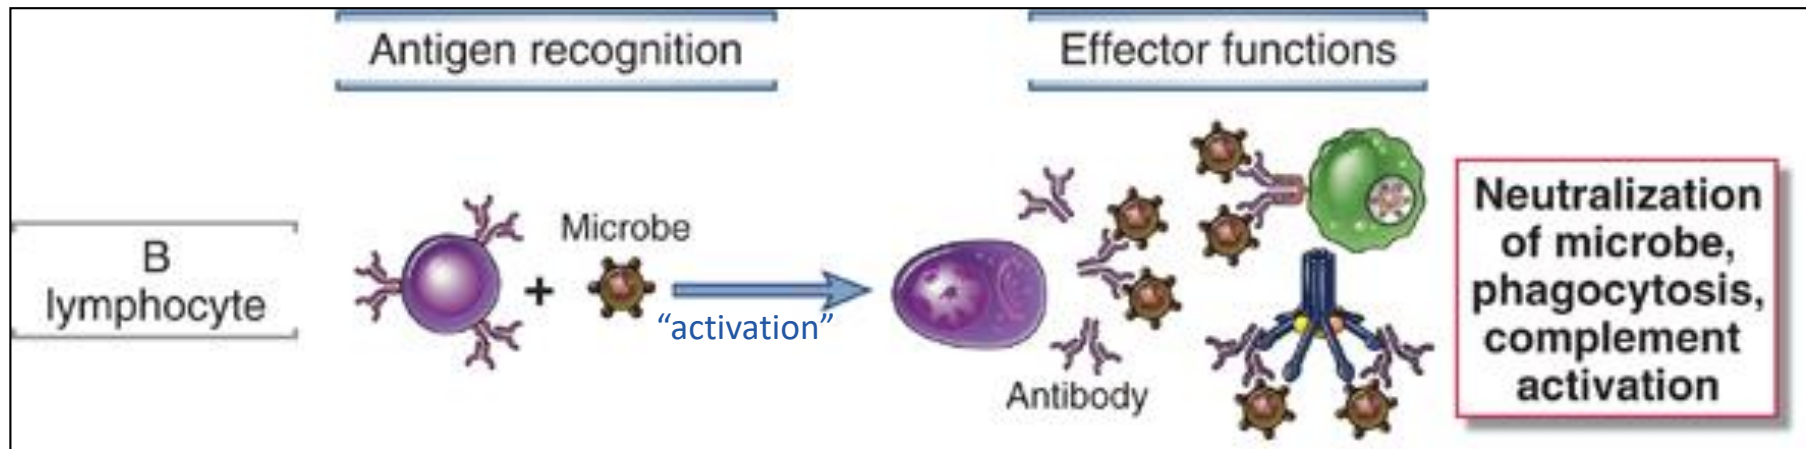 Antigen recognition
Effector functions
B
lymphocyte
Microbe
+
“activation”
Antibody
Neutralization
of microbe,
phagocytosis,
complement
activation